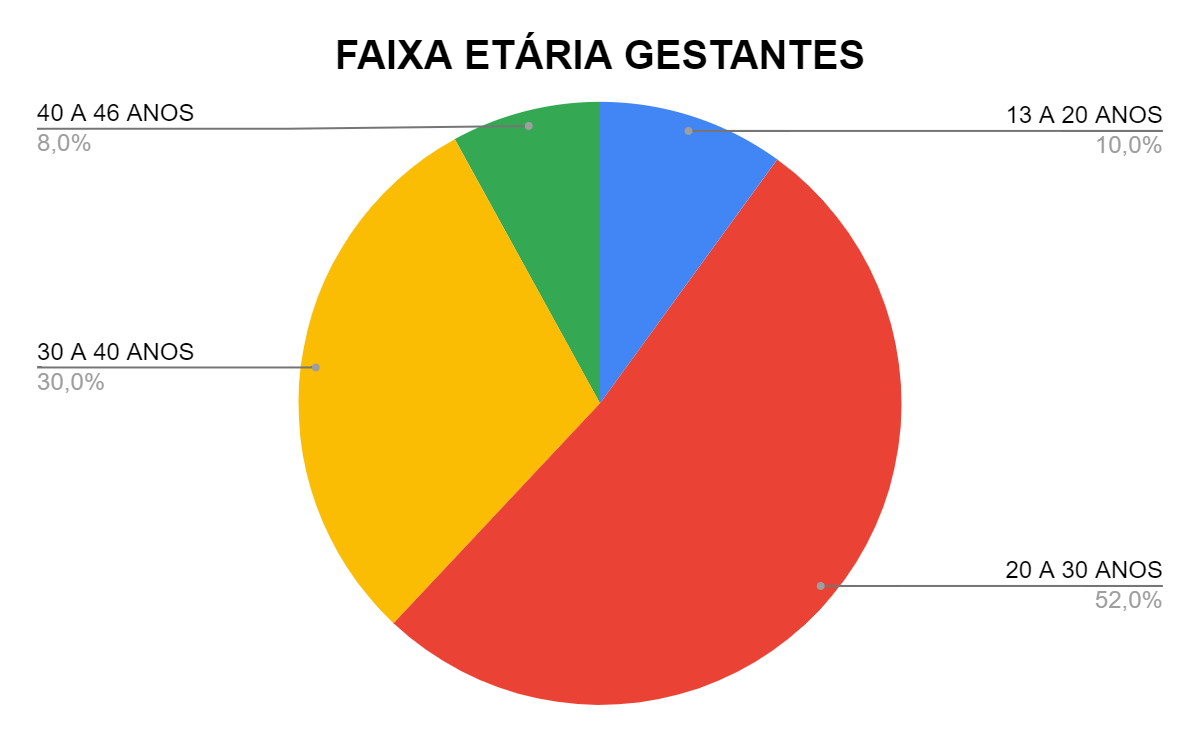 FAIXA ETÁRIA GESTANTES
40 A 46 ANOS
8,0%
13 A 20 ANOS
10,0%
30 A 40 ANOS
30,0%
20 A 30 ANOS
52,0%